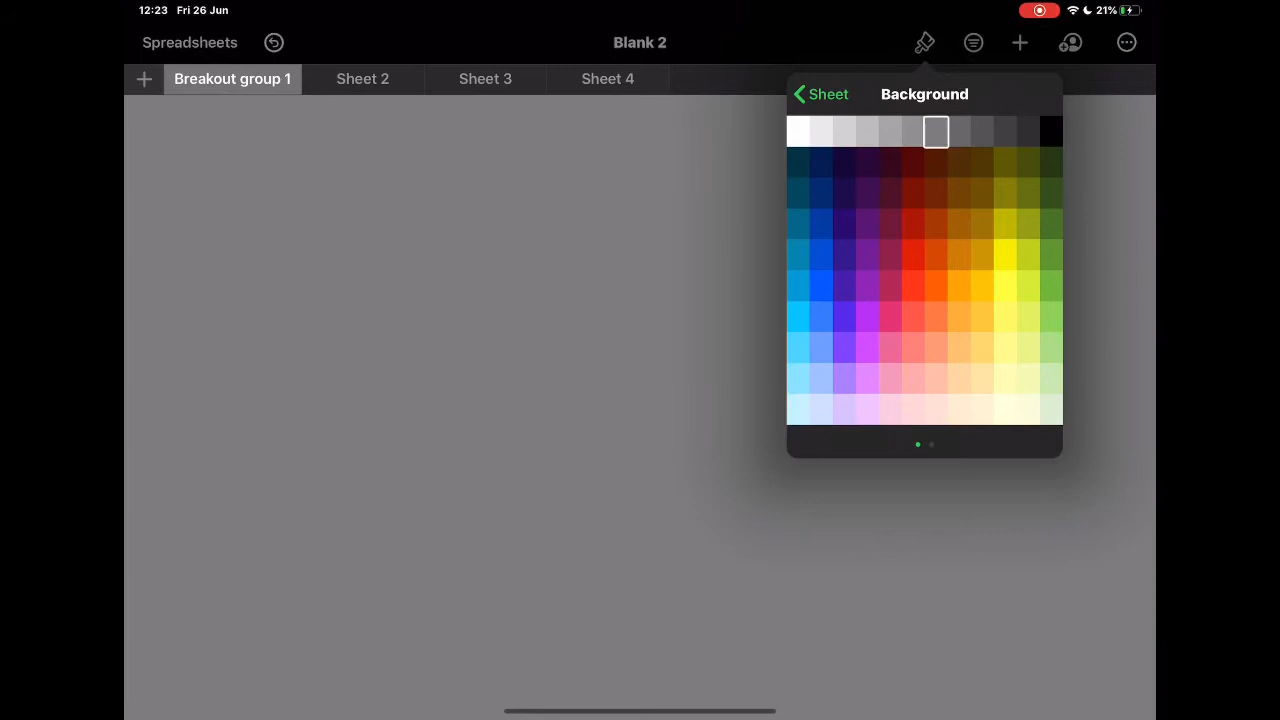 12:23 Fri 26 Jun 21%
Spreadsheets Blank 2
Breakout group 1 Sheet 2 Sheet 3 Sheet 4
Sheet Background